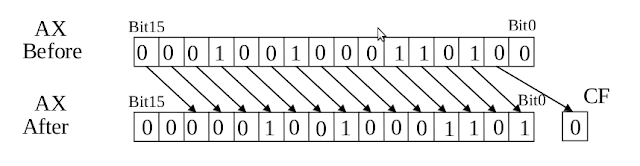 AX Bit15 Bit0
Before 0 0 0 1 0 0 1 0 0 0 1 1 0 1 0 0
AX Bit15 Bit0 CF
After 0 0 0 0 0 1 0 0 1 0 0 0 1 1 0 1 0